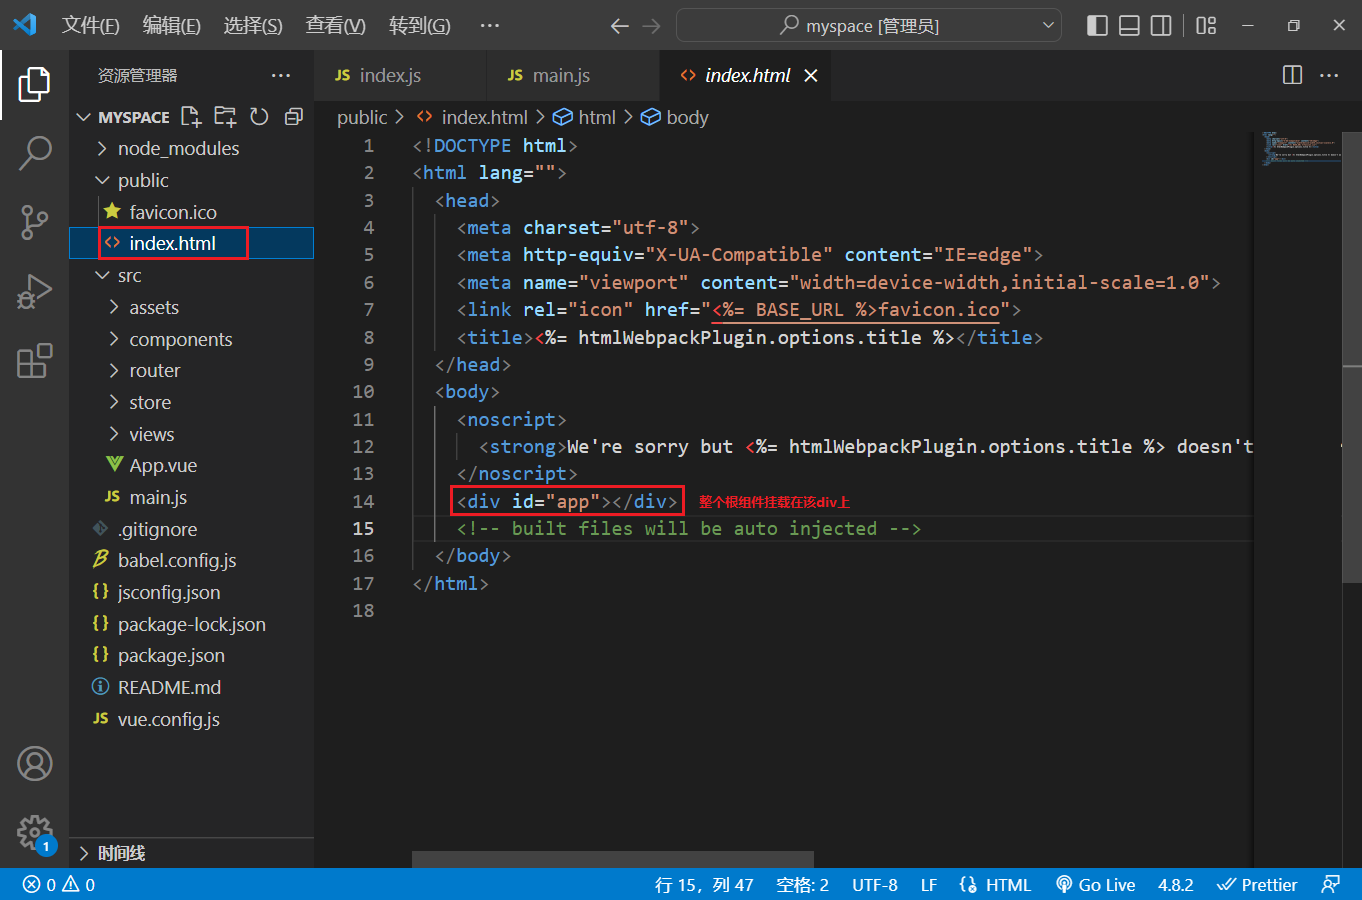 文件(F) 编辑(E) 选择(S) 查看(V) 转到(G) ··· myspace [管理员]
资源管理器 ···
JS index.js JS main.js <> index.html ···
MYSPACE
node_modules
public
favicon.ico
<> index.html
src
assets
components
router
store
views
App.vue
JS main.js
.gitignore
babel.config.js
{} jsconfig.json
{} package-lock.json
{} package.json
README.md
JS vue.config.js
时间线
public > <> index.html > html > body
1 <!DOCTYPE html>
2 <html lang="">
3 <head>
4 <meta charset="utf-8">
5 <meta http-equiv="X-UA-Compatible" content="IE=edge">
6 <meta name="viewport" content="width=device-width,initial-scale=1.0">
7 <link rel="icon" href="<%= BASE_URL %>favicon.ico">
8 <title><%= htmlWebpackPlugin.options.title %></title>
9 </head>
10 <body>
11 <noscript>
12 <strong>We're sorry but <%= htmlWebpackPlugin.options.title %> doesn't
13 </noscript>
14 <div id="app"></div> 整个根组件挂载在该div上
15 <!-- built files will be auto injected -->
16 </body>
17 </html>
18
1
0 0 行 15，列 47 空格: 2 UTF-8 LF HTML Go Live 4.8.2 Prettier